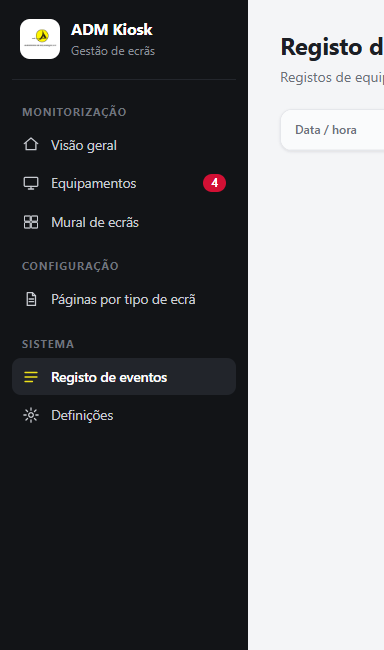 ADM Kiosk
Gestão de ecrãs
MONITORIZAÇÃO
Visão geral
Equipamentos 4
Mural de ecrãs
CONFIGURAÇÃO
Páginas por tipo de ecrã
SISTEMA
Registo de eventos
Definições
Registo d
Registos de equip
Data / hora